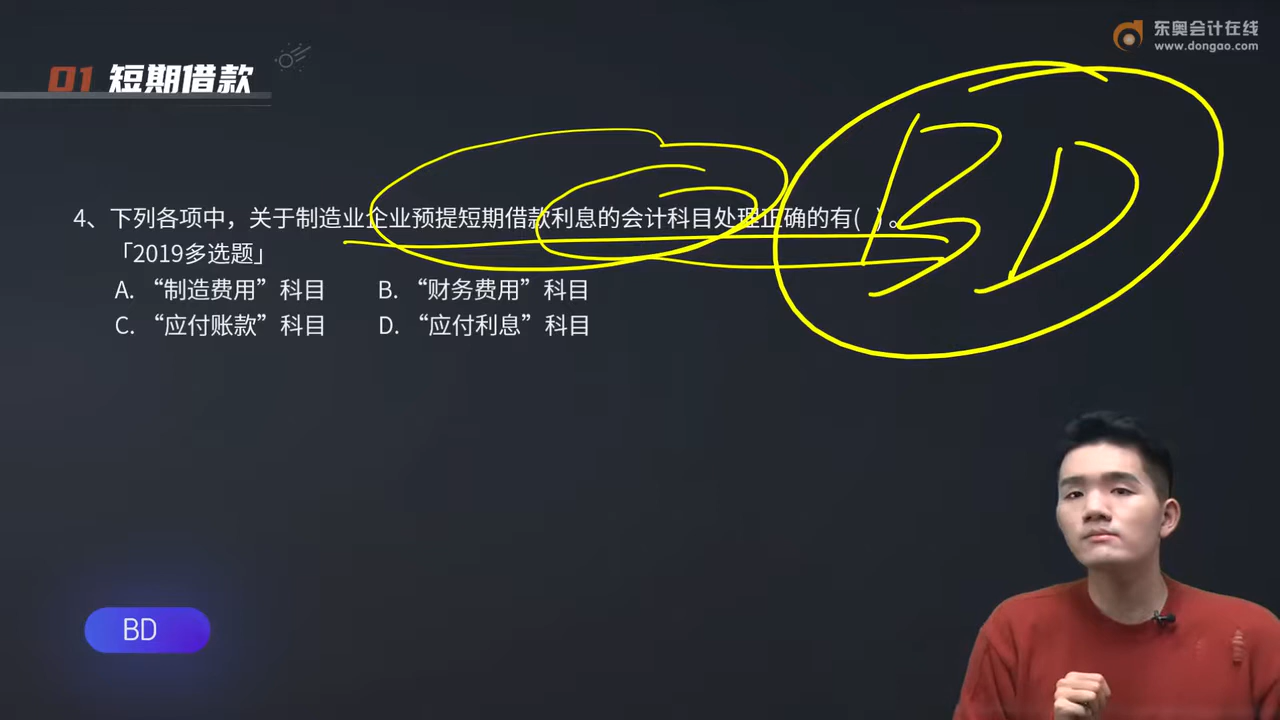 东奥会计在线
www.dongao.com
01 短期借款
BD
4、下列各项中，关于制造业企业预提短期借款利息的会计科目处理正确的有( )。
「2019多选题」
A. “制造费用”科目 B. “财务费用”科目
C. “应付账款”科目 D. “应付利息”科目
BD